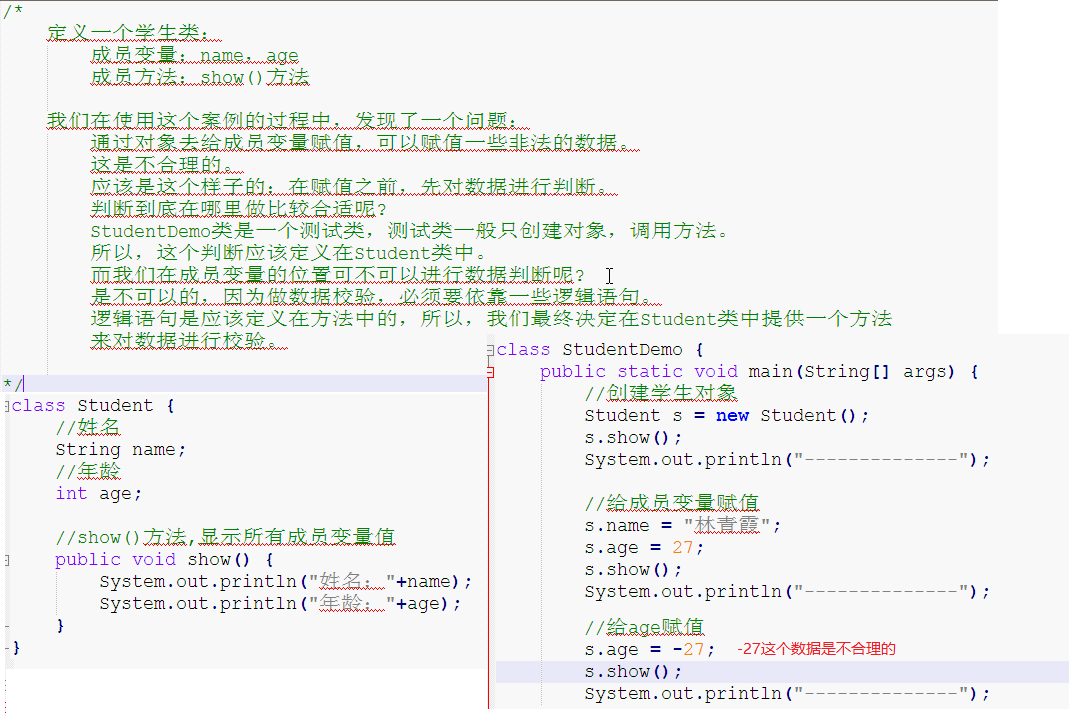 /*
定义一个学生类：
成员变量：name，age
成员方法：show()方法
我们在使用这个案例的过程中，发现了一个问题：
通过对象去给成员变量赋值，可以赋值一些非法的数据。
这是不合理的。
应该是这个样子的：在赋值之前，先对数据进行判断。
判断到底在哪里做比较合适呢?
StudentDemo类是一个测试类，测试类一般只创建对象，调用方法。
所以，这个判断应该定义在Student类中。
而我们在成员变量的位置可不可以进行数据判断呢?
是不可以的，因为做数据校验，必须要依靠一些逻辑语句。
逻辑语句是应该定义在方法中的，所以，我们最终决定在Student类中提供一个方法
来对数据进行校验。
*/
class Student {
//姓名
String name;
//年龄
int age;
//show()方法,显示所有成员变量值
public void show() {
System.out.println("姓名："+name);
System.out.println("年龄："+age);
}
}
class StudentDemo {
public static void main(String[] args) {
//创建学生对象
Student s = new Student();
s.show();
System.out.println("--------------");
//给成员变量赋值
s.name = "林青霞";
s.age = 27;
s.show();
System.out.println("--------------");
//给age赋值
s.age = -27; -27这个数据是不合理的
s.show();
System.out.println("--------------");